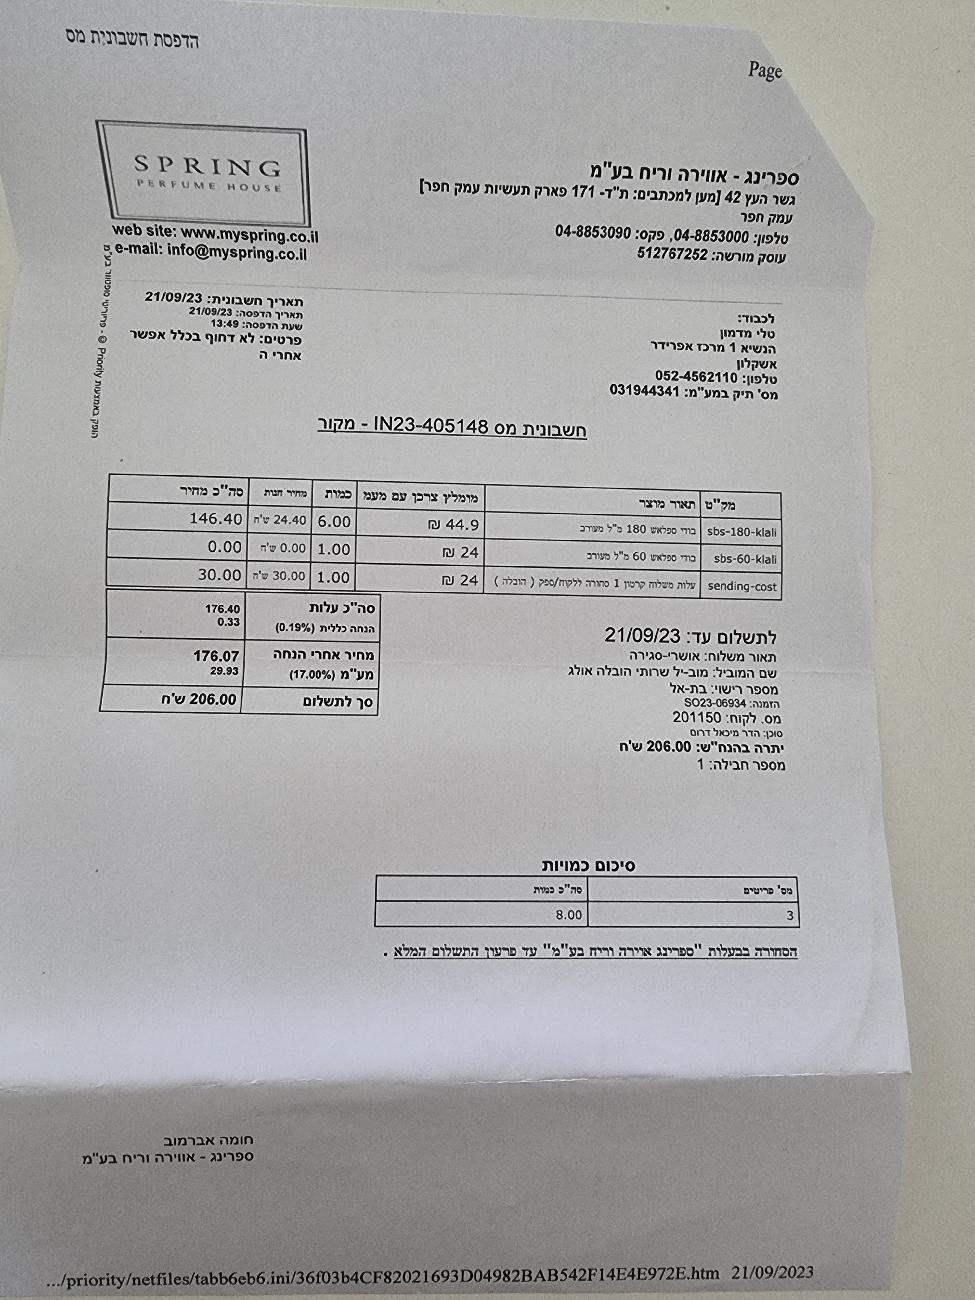 הדפסת חשבונית מס
Page
SPRING
PERFUME HOUSE
web site: www.myspring.co.il
e-mail: info@myspring.co.il
ספרינג - אווירה וריח בע"מ
גשר העץ 42 [מען למכתבים: ת"ד- 171 פארק תעשיות עמק חפר]
עמק חפר
טלפון: 04-8853000, פקס: 04-8853090
עוסק מורשה: 512767252
תאריך חשבונית: 21/09/23
תאריך הדפסה: 21/09/23
שעת הדפסה: 13:49
פרטים: לא דחוף בכלל אפשר
אחרי ה
הופק באמצעות Priority © - פריוריטי סופטוור בע"מ
לכבוד:
טלי מדמון
הנשיא 1 מרכז אפרידר
אשקלון
טלפון: 052-4562110
מס' תיק במע"מ: 031944341
חשבונית מס IN23-405148 - מקור
מק"ט תאור מוצר מומלץ צרכן עם מעמ כמות מחיר חנות סה"כ מחיר
sbs-180-klali בודי ספלאש 180 מ"ל מעורב 44.9 ₪ 6.00 24.40 ש"ח 146.40
sbs-60-klali בודי ספלאש 60 מ"ל מעורב 24 ₪ 1.00 0.00 ש"ח 0.00
sending-cost עלות משלוח קרטון 1 סחורה ללקוח/ספק ( הובלה ) 24 ₪ 1.00 30.00 ש"ח 30.00
סה"כ עלות 176.40
הנחה כללית (0.19%) 0.33
מחיר אחרי הנחה 176.07
מע"מ (17.00%) 29.93
סך לתשלום 206.00 ש"ח
לתשלום עד: 21/09/23
תאור משלוח: אושרי-סגירה
שם המוביל: מוב-יל שרותי הובלה אולג
מספר רישוי: בת-אל
הזמנה: SO23-06934
מס. לקוח: 201150
סוכן: הדר מיכאל דרום
יתרה בהנח"ש: 206.00 ש"ח
מספר חבילה: 1
סיכום כמויות
מס' פריטים סה"כ כמות
3 8.00
הסחורה בבעלות "ספרינג אוירה וריח בע"מ" עד פרעון התשלום המלא .
חומה אברמוב
ספרינג - אווירה וריח בע"מ
.../priority/netfiles/tabb6eb6.ini/36f03b4CF82021693D04982BAB542F14E4E972E.htm 21/09/2023